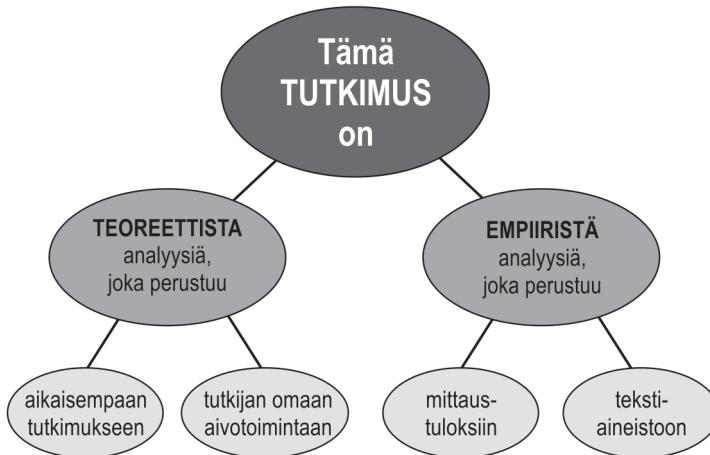 Tämä
TUTKIMUS
on
TEOREETTISTA
analyysiä,
joka perustuu
EMPIIRISTÄ
analyysiä,
joka perustuu
aikaisempaan
tutkimukseen
tutkijan omaan
aivotoimintaan
mittaus-
tuloksiin
teksti-
aineistoon